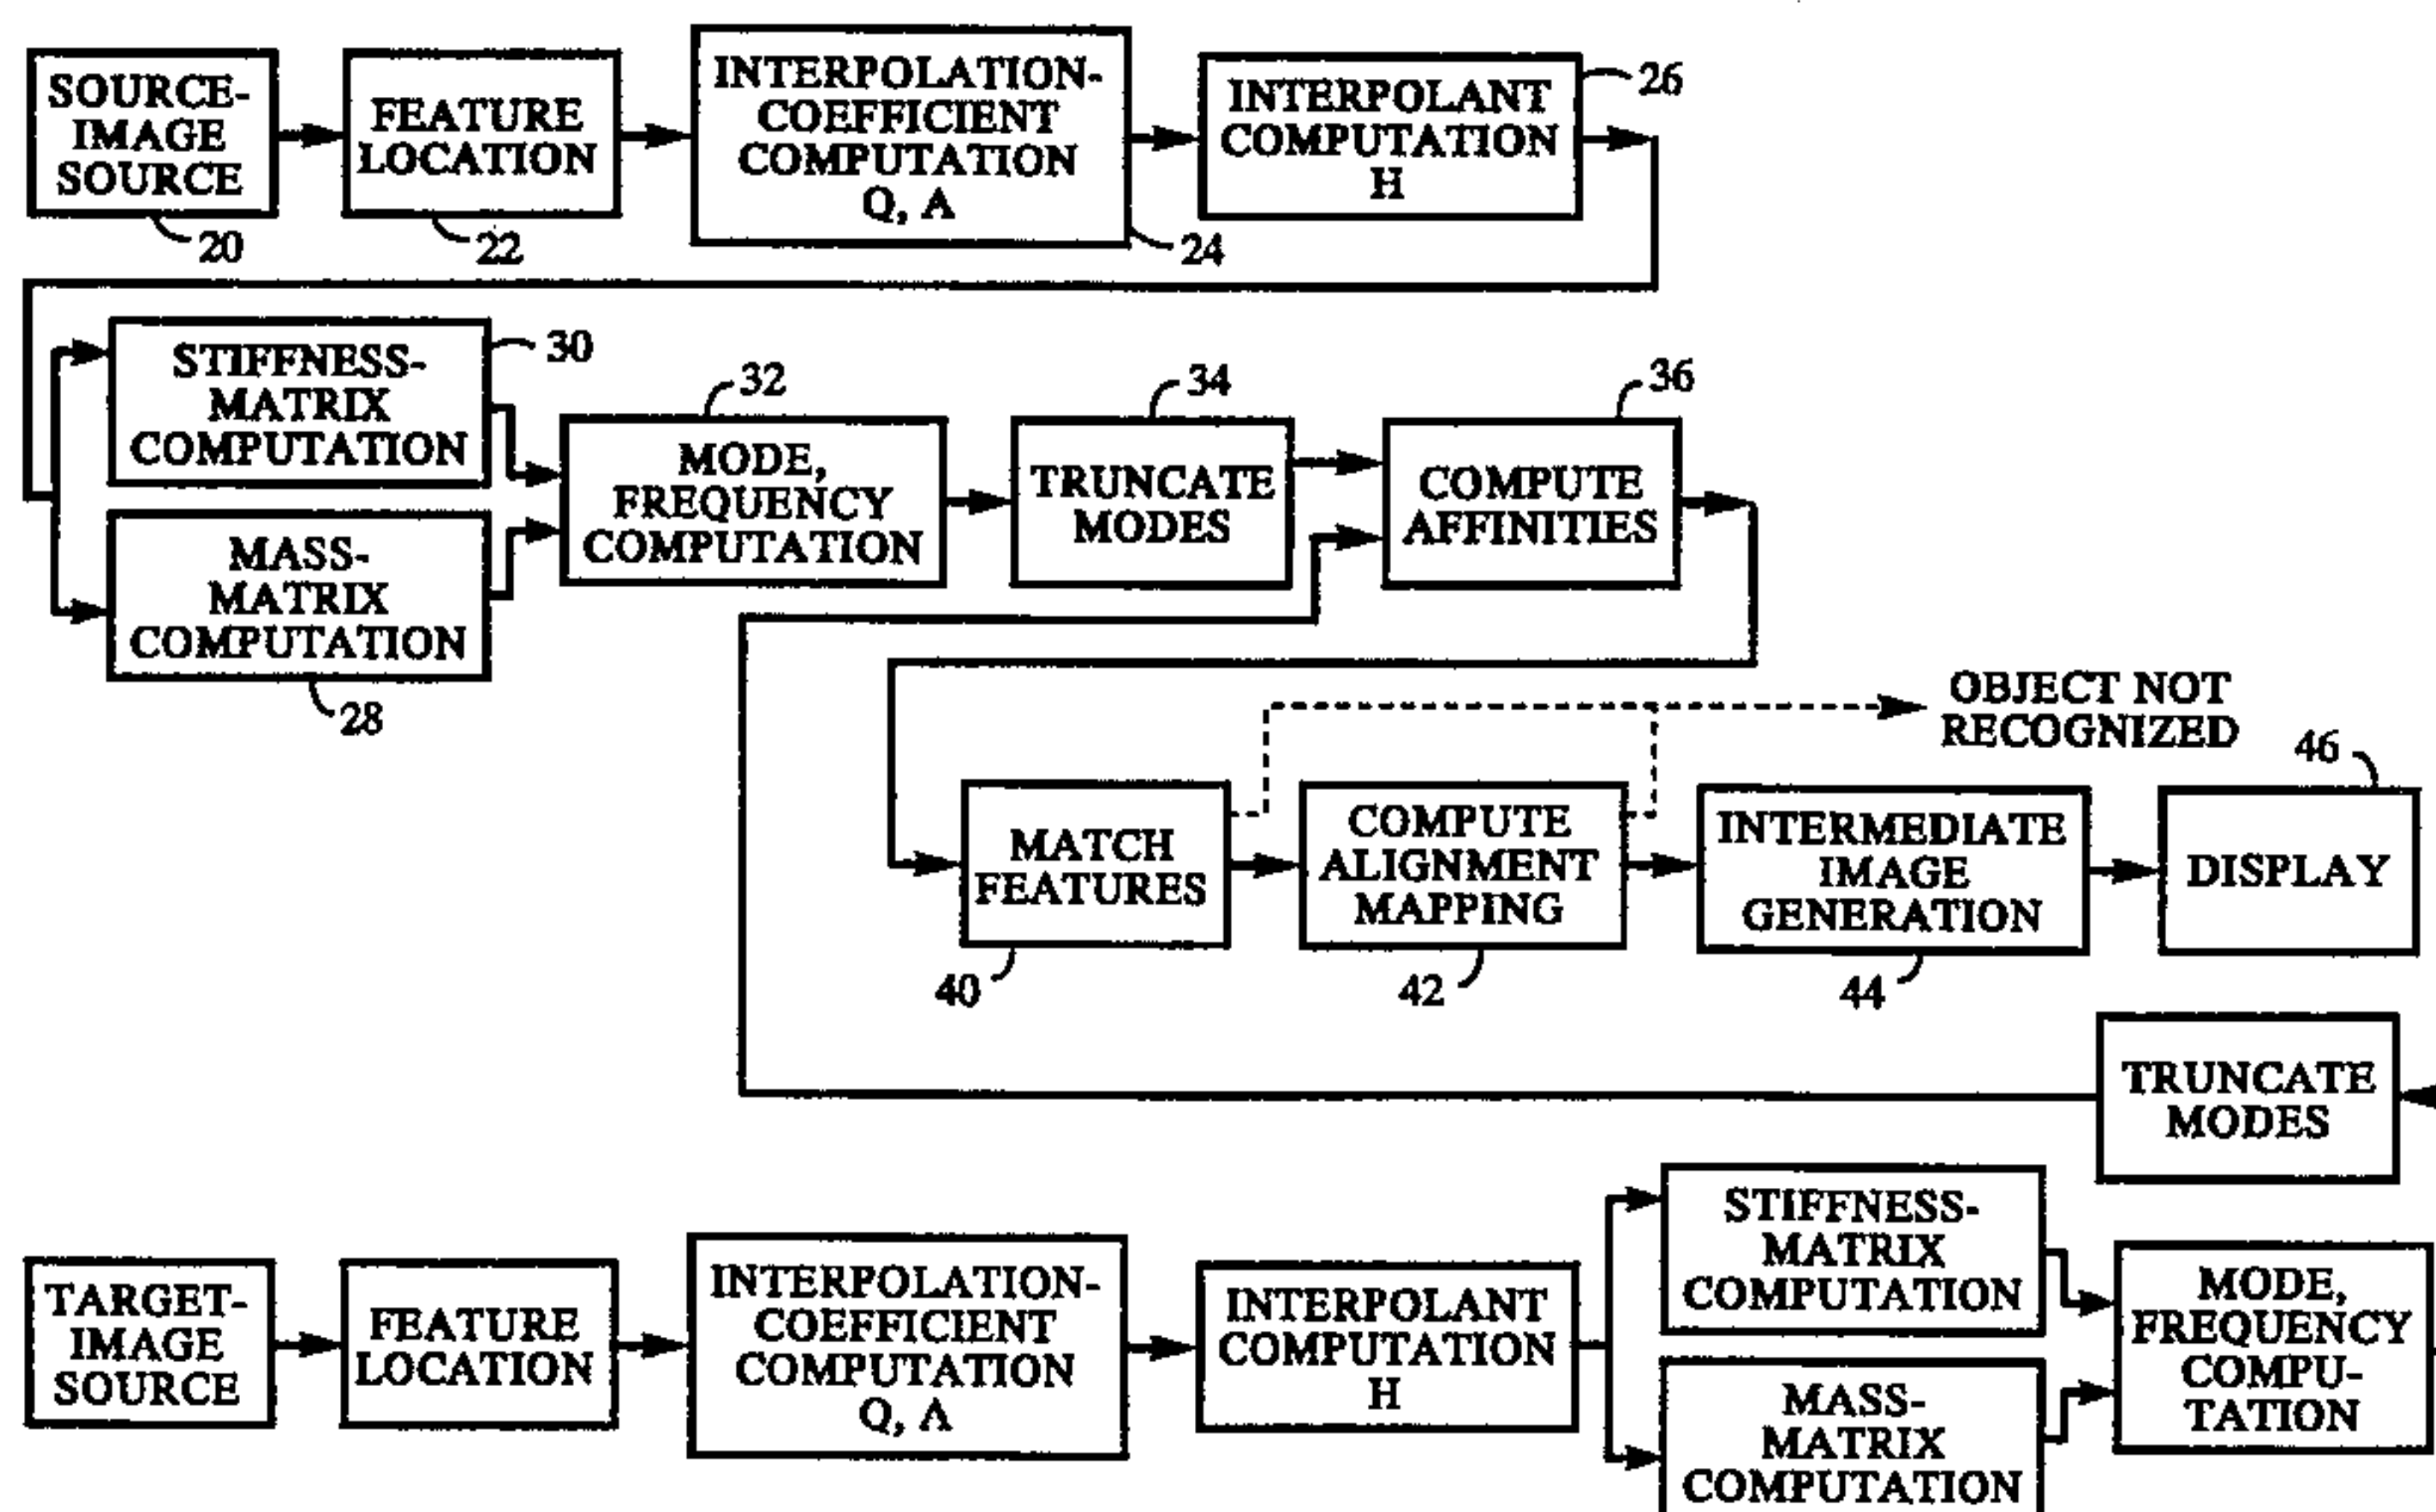 SOURCE-
IMAGE
SOURCE
20
FEATURE
LOCATION
22
INTERPOLATION-
COEFFICIENT
COMPUTATION
Q, A
24
INTERPOLANT
COMPUTATION
H
26
STIFFNESS-
MATRIX
COMPUTATION
30
MASS-
MATRIX
COMPUTATION
28
MODE,
FREQUENCY
COMPUTATION
32
TRUNCATE
MODES
34
COMPUTE
AFFINITIES
36
OBJECT NOT
RECOGNIZED
MATCH
FEATURES
40
COMPUTE
ALIGNMENT
MAPPING
42
INTERMEDIATE
IMAGE
GENERATION
44
DISPLAY
46
TRUNCATE
MODES
TARGET-
IMAGE
SOURCE
FEATURE
LOCATION
INTERPOLATION-
COEFFICIENT
COMPUTATION
Q, A
INTERPOLANT
COMPUTATION
H
STIFFNESS-
MATRIX
COMPUTATION
MASS-
MATRIX
COMPUTATION
MODE,
FREQUENCY
COMPU-
TATION